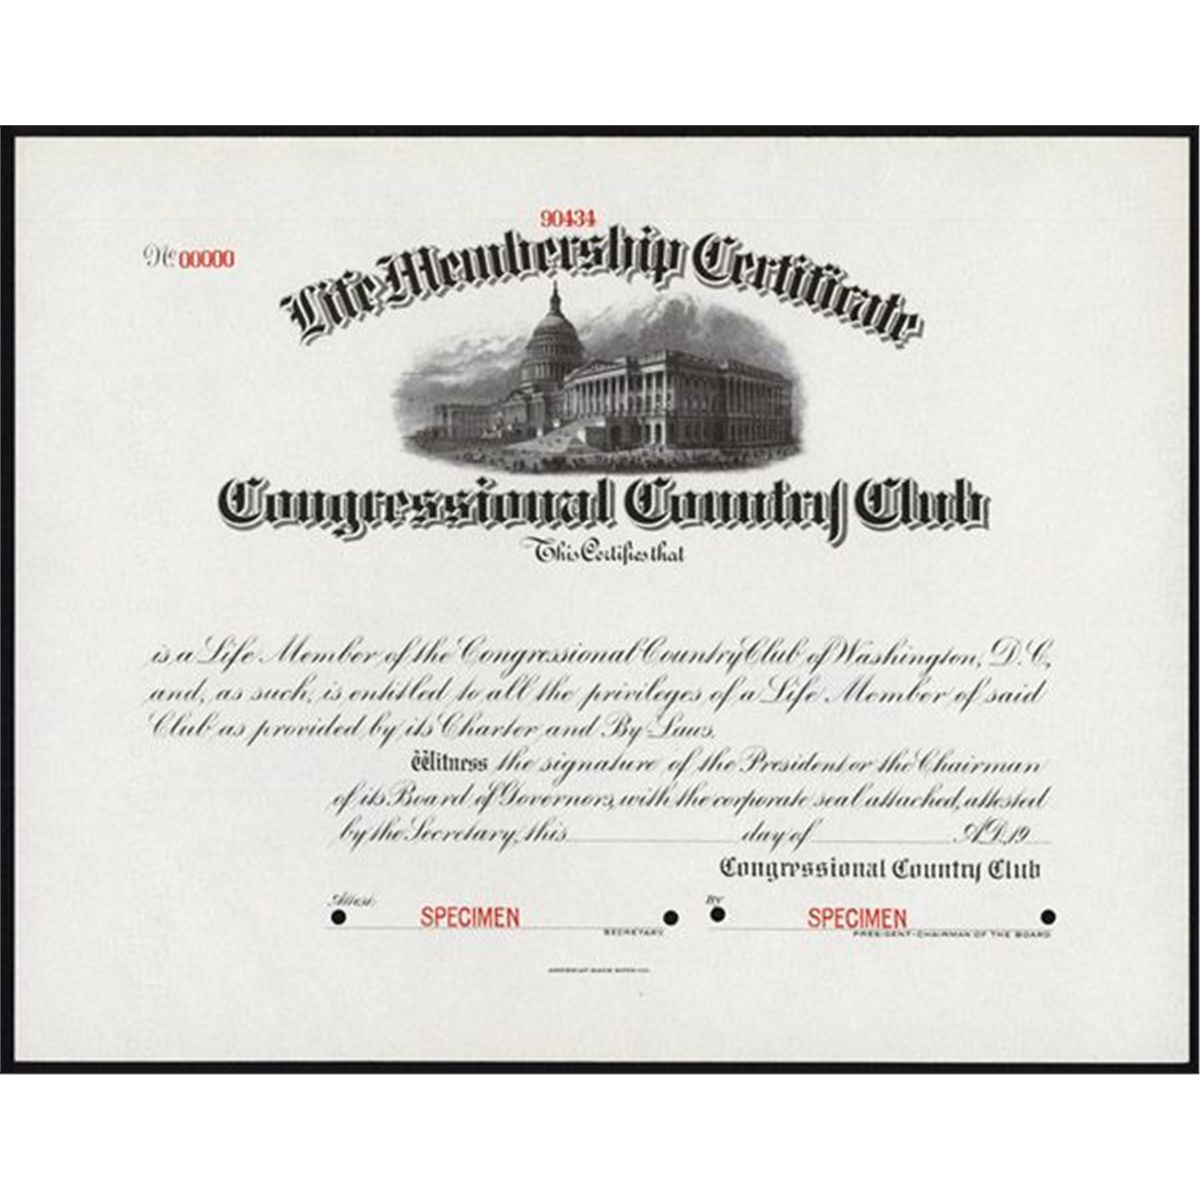 90434
No. 00000
Life Membership Certificate
Congressional Country Club
This Certifies that
is a Life Member of the Congressional Country Club of Washington, D.C,
and, as such, is entitled to all the privileges of a Life Member of said
Club as provided by its Charter and By-Laws.
Witness the signature of the President or the Chairman
of its Board of Governors, with the corporate seal attached, attested
by the Secretary, this day of A.D. 19
Congressional Country Club
Attest: BY
SPECIMEN SPECIMEN
SECRETARY. PRESIDENT-CHAIRMAN OF THE BOARD
AMERICAN BANK NOTE CO.